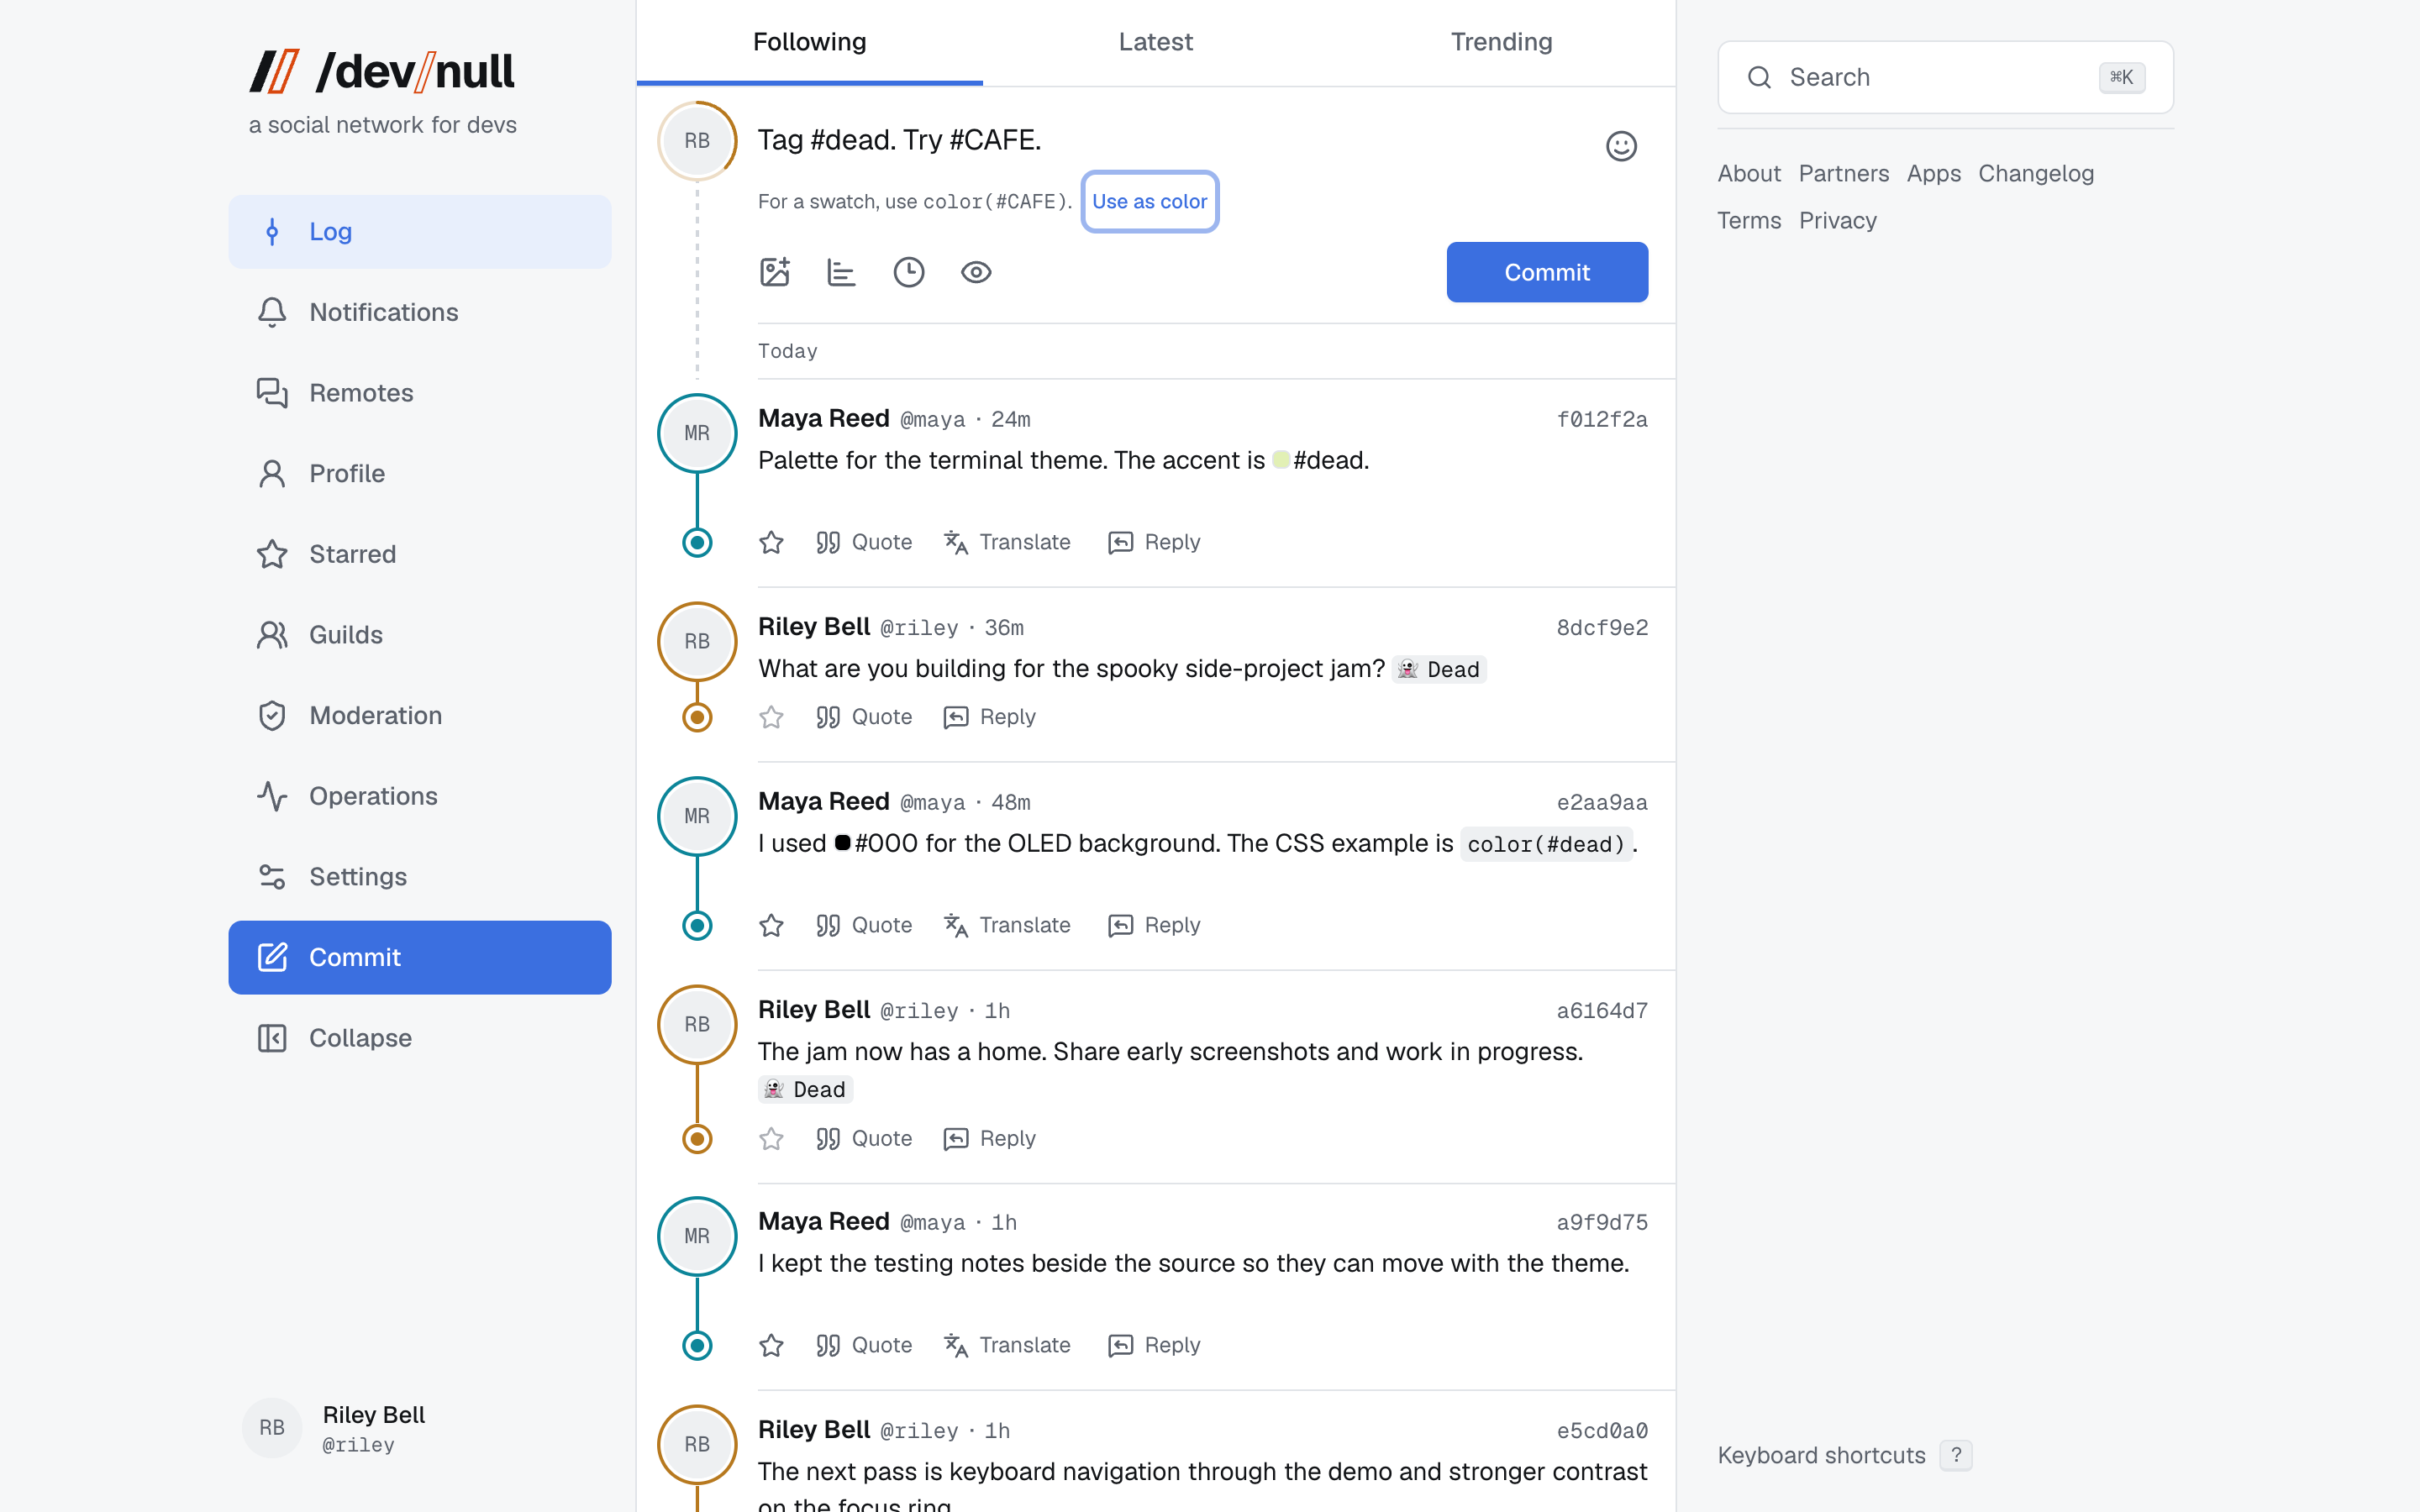 /dev/null
a social network for devs
Log
Notifications
Remotes
Profile
Starred
Guilds
Moderation
Operations
Settings
Commit
Collapse
RB
Riley Bell
@riley
Following
Latest
Trending
RB
Tag #dead. Try #CAFE.
For a swatch, use color(#CAFE). Use as color
Commit
Today
MR
Maya Reed @maya · 24m
f012f2a
Palette for the terminal theme. The accent is #dead.
Quote
Translate
Reply
RB
Riley Bell @riley · 36m
8dcf9e2
What are you building for the spooky side-project jam? 👻 Dead
Quote
Reply
MR
Maya Reed @maya · 48m
e2aa9aa
I used #000 for the OLED background. The CSS example is color(#dead).
Quote
Translate
Reply
RB
Riley Bell @riley · 1h
a6164d7
The jam now has a home. Share early screenshots and work in progress.
👻 Dead
Quote
Reply
MR
Maya Reed @maya · 1h
a9f9d75
I kept the testing notes beside the source so they can move with the theme.
Quote
Translate
Reply
RB
Riley Bell @riley · 1h
e5cd0a0
The next pass is keyboard navigation through the demo and stronger contrast
on the focus ring
Search
⌘K
About
Partners
Apps
Changelog
Terms
Privacy
Keyboard shortcuts ?